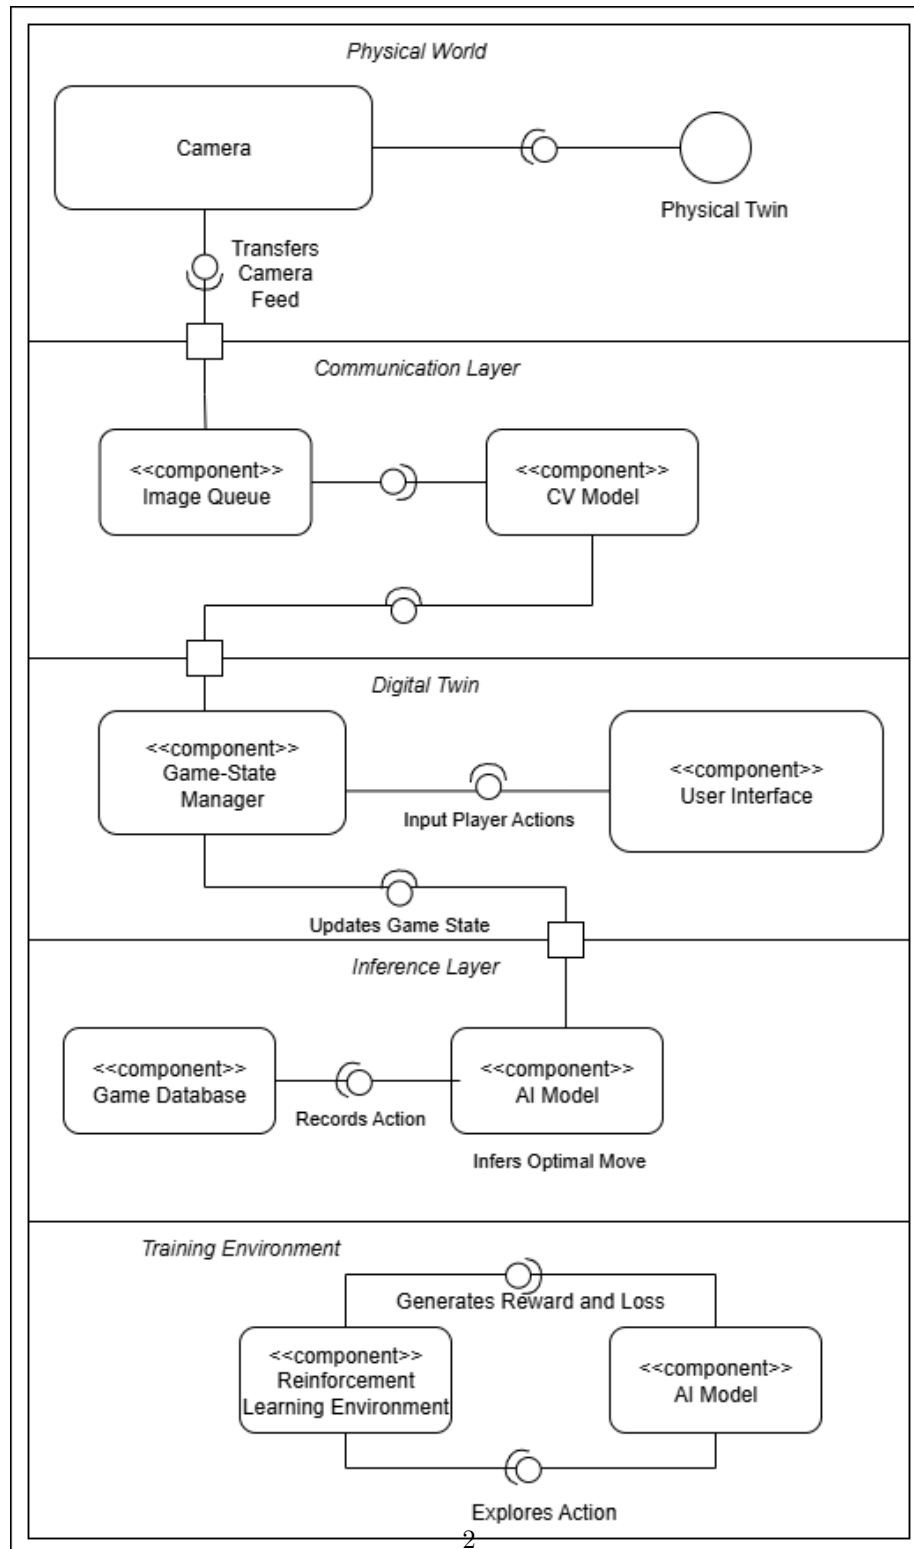 Physical World
Camera
Physical Twin
Transfers
Camera
Feed
Communication Layer
<<component>>
Image Queue
<<component>>
CV Model
Digital Twin
<<component>>
Game-State
Manager
Input Player Actions
<<component>>
User Interface
Updates Game State
Inference Layer
<<component>>
Game Database
Records Action
<<component>>
AI Model
Infers Optimal Move
Training Environment
Generates Reward and Loss
<<component>>
Reinforcement
Learning Environment
<<component>>
AI Model
Explores Action
2